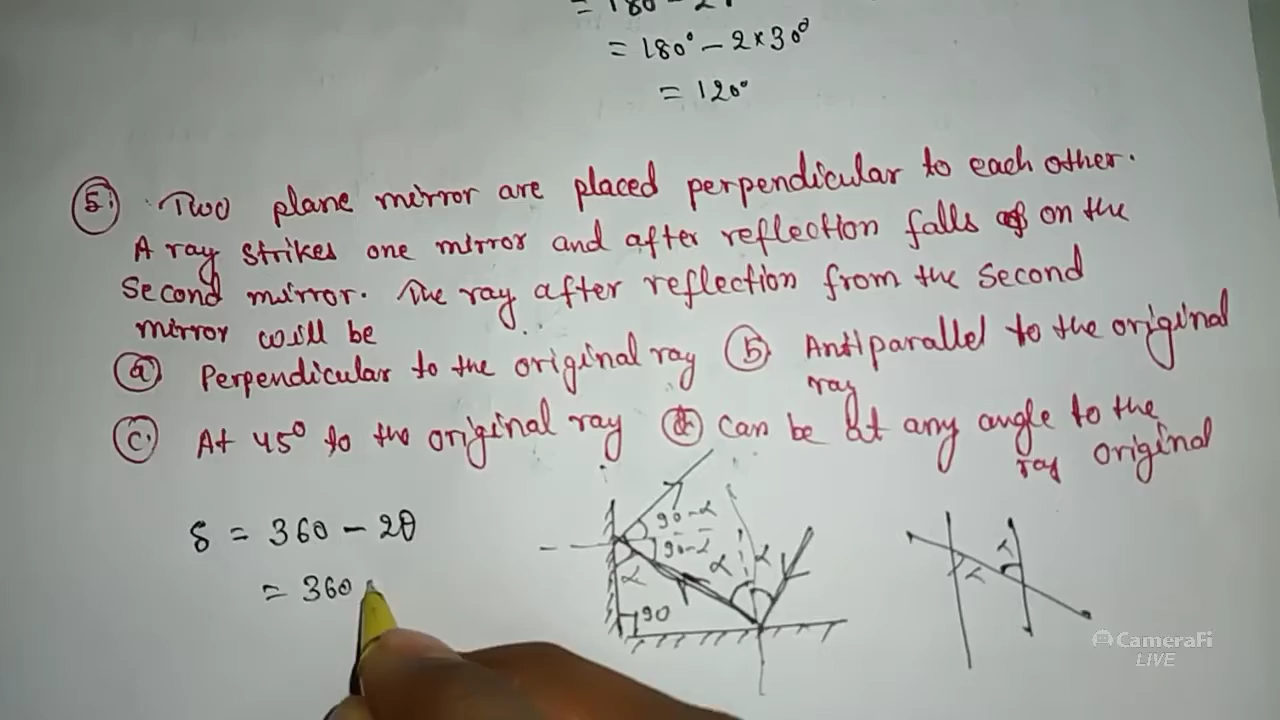 = 180 - 2
= 180° - 2 × 30°
= 120°
5. Two plane mirror are placed perpendicular to each other.
A ray strikes one mirror and after reflection falls on the
second mirror. The ray after reflection from the second
mirror will be
(a) Perpendicular to the original ray (b) Antiparallel to the original
ray
(c) At 45° to the original ray (d) can be at any angle to the
ray original
δ = 360 - 2θ
= 360
90-α
90-α
α
α
α
90
α
α
CameraFi
LIVE